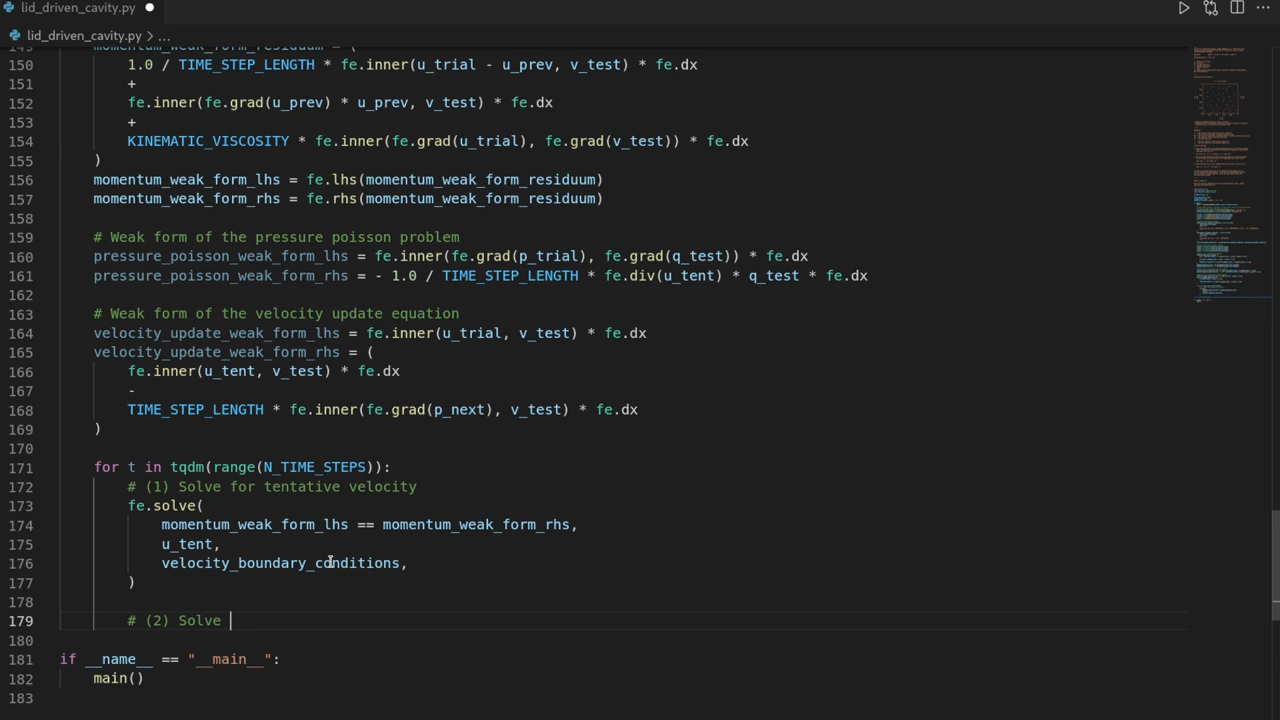 lid_driven_cavity.py
lid_driven_cavity.py > ...
149 momentum_weak_form_residuum = (
150 1.0 / TIME_STEP_LENGTH * fe.inner(u_trial - u_prev, v_test) * fe.dx
151 +
152 fe.inner(fe.grad(u_prev) * u_prev, v_test) * fe.dx
153 +
154 KINEMATIC_VISCOSITY * fe.inner(fe.grad(u_trial), fe.grad(v_test)) * fe.dx
155 )
156 momentum_weak_form_lhs = fe.lhs(momentum_weak_form_residuum)
157 momentum_weak_form_rhs = fe.rhs(momentum_weak_form_residuum)
158
159 # Weak form of the pressure poisson problem
160 pressure_poisson_weak_form_lhs = fe.inner(fe.grad(p_trial), fe.grad(q_test)) * fe.dx
161 pressure_poisson_weak_form_rhs = - 1.0 / TIME_STEP_LENGTH * fe.div(u_tent) * q_test * fe.dx
162
163 # Weak form of the velocity update equation
164 velocity_update_weak_form_lhs = fe.inner(u_trial, v_test) * fe.dx
165 velocity_update_weak_form_rhs = (
166 fe.inner(u_tent, v_test) * fe.dx
167 -
168 TIME_STEP_LENGTH * fe.inner(fe.grad(p_next), v_test) * fe.dx
169 )
170
171 for t in tqdm(range(N_TIME_STEPS)):
172 # (1) Solve for tentative velocity
173 fe.solve(
174 momentum_weak_form_lhs == momentum_weak_form_rhs,
175 u_tent,
176 velocity_boundary_conditions,
177 )
178
179 # (2) Solve
180
181 if __name__ == "__main__":
182 main()
183